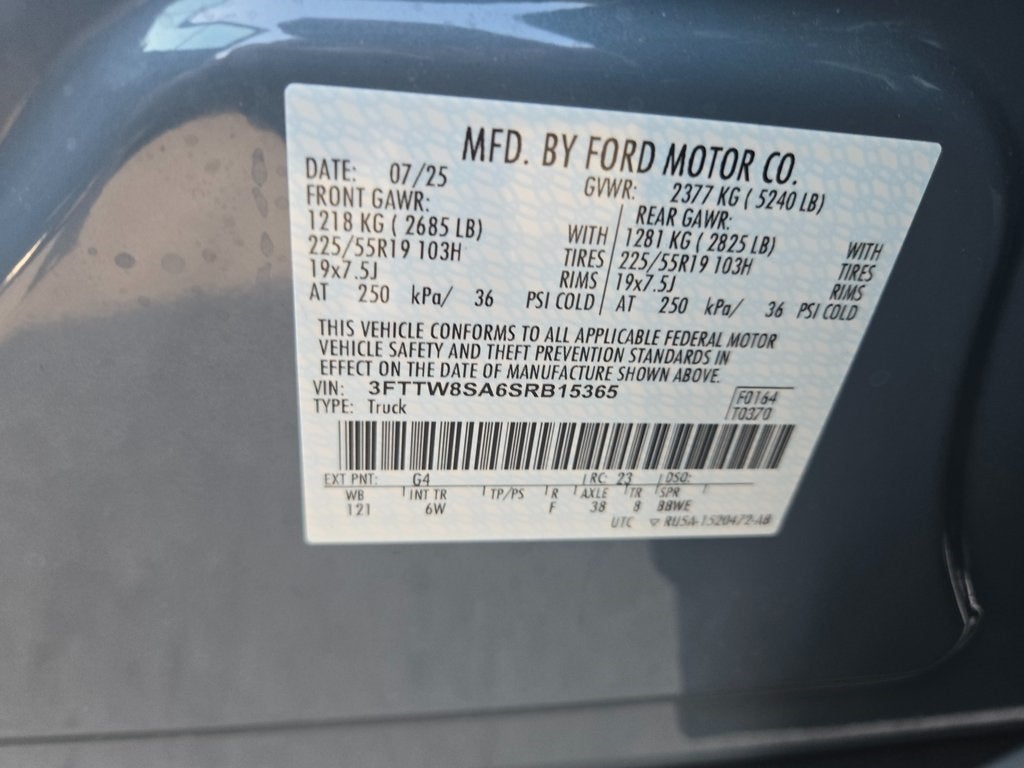 MFD. BY FORD MOTOR CO.
DATE: 07/25 GVWR: 2377 KG ( 5240 LB)
FRONT GAWR: REAR GAWR:
1218 KG ( 2685 LB) WITH 1281 KG ( 2825 LB) WITH
225/55R19 103H TIRES 225/55R19 103H TIRES
19x7.5J RIMS 19x7.5J RIMS
AT 250 kPa/ 36 PSI COLD AT 250 kPa/ 36 PSI COLD
THIS VEHICLE CONFORMS TO ALL APPLICABLE FEDERAL MOTOR
VEHICLE SAFETY AND THEFT PREVENTION STANDARDS IN
EFFECT ON THE DATE OF MANUFACTURE SHOWN ABOVE.
VIN: 3FTTW8SA6SRB15365 F0164
TYPE: Truck T0370
EXT PNT: G4 RC: 23 DSO:
WB INT TR TP/PS R AXLE TR SPR
121 6W F 38 8 BBWE
UTC ▽ RU5A-1520472-AB